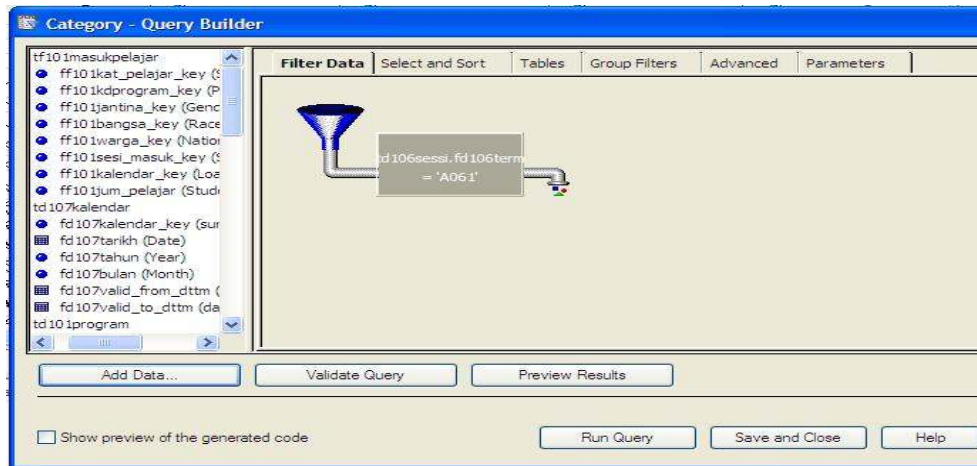 Category - Query Builder
tf101masukpelajar
ff101kat_pelajar_key (S
ff101kdprogram_key (P
ff101jantina_key (Genc
ff101bangsa_key (Race
ff101warga_key (Nation
ff101sesi_masuk_key (S
ff101kalendar_key (Loa
ff101jum_pelajar (Stude
td107kalendar
fd107kalendar_key (sur
fd107tarikh (Date)
fd107tahun (Year)
fd107bulan (Month)
fd107valid_from_dttm (
fd107valid_to_dttm (da
td101program
Filter Data Select and Sort Tables Group Filters Advanced Parameters
td106sessi.fd106term
= 'A061'
Add Data... Validate Query Preview Results
Show preview of the generated code
Run Query Save and Close Help